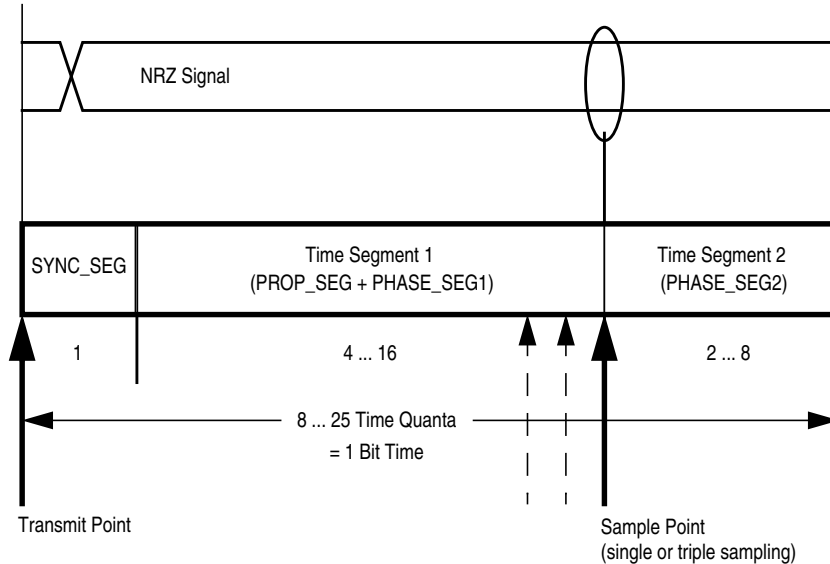 NRZ Signal
SYNC_SEG
Time Segment 1
(PROP_SEG + PHASE_SEG1)
Time Segment 2
(PHASE_SEG2)
1
4 ... 16
2 ... 8
8 ... 25 Time Quanta
= 1 Bit Time
Transmit Point
Sample Point
(single or triple sampling)